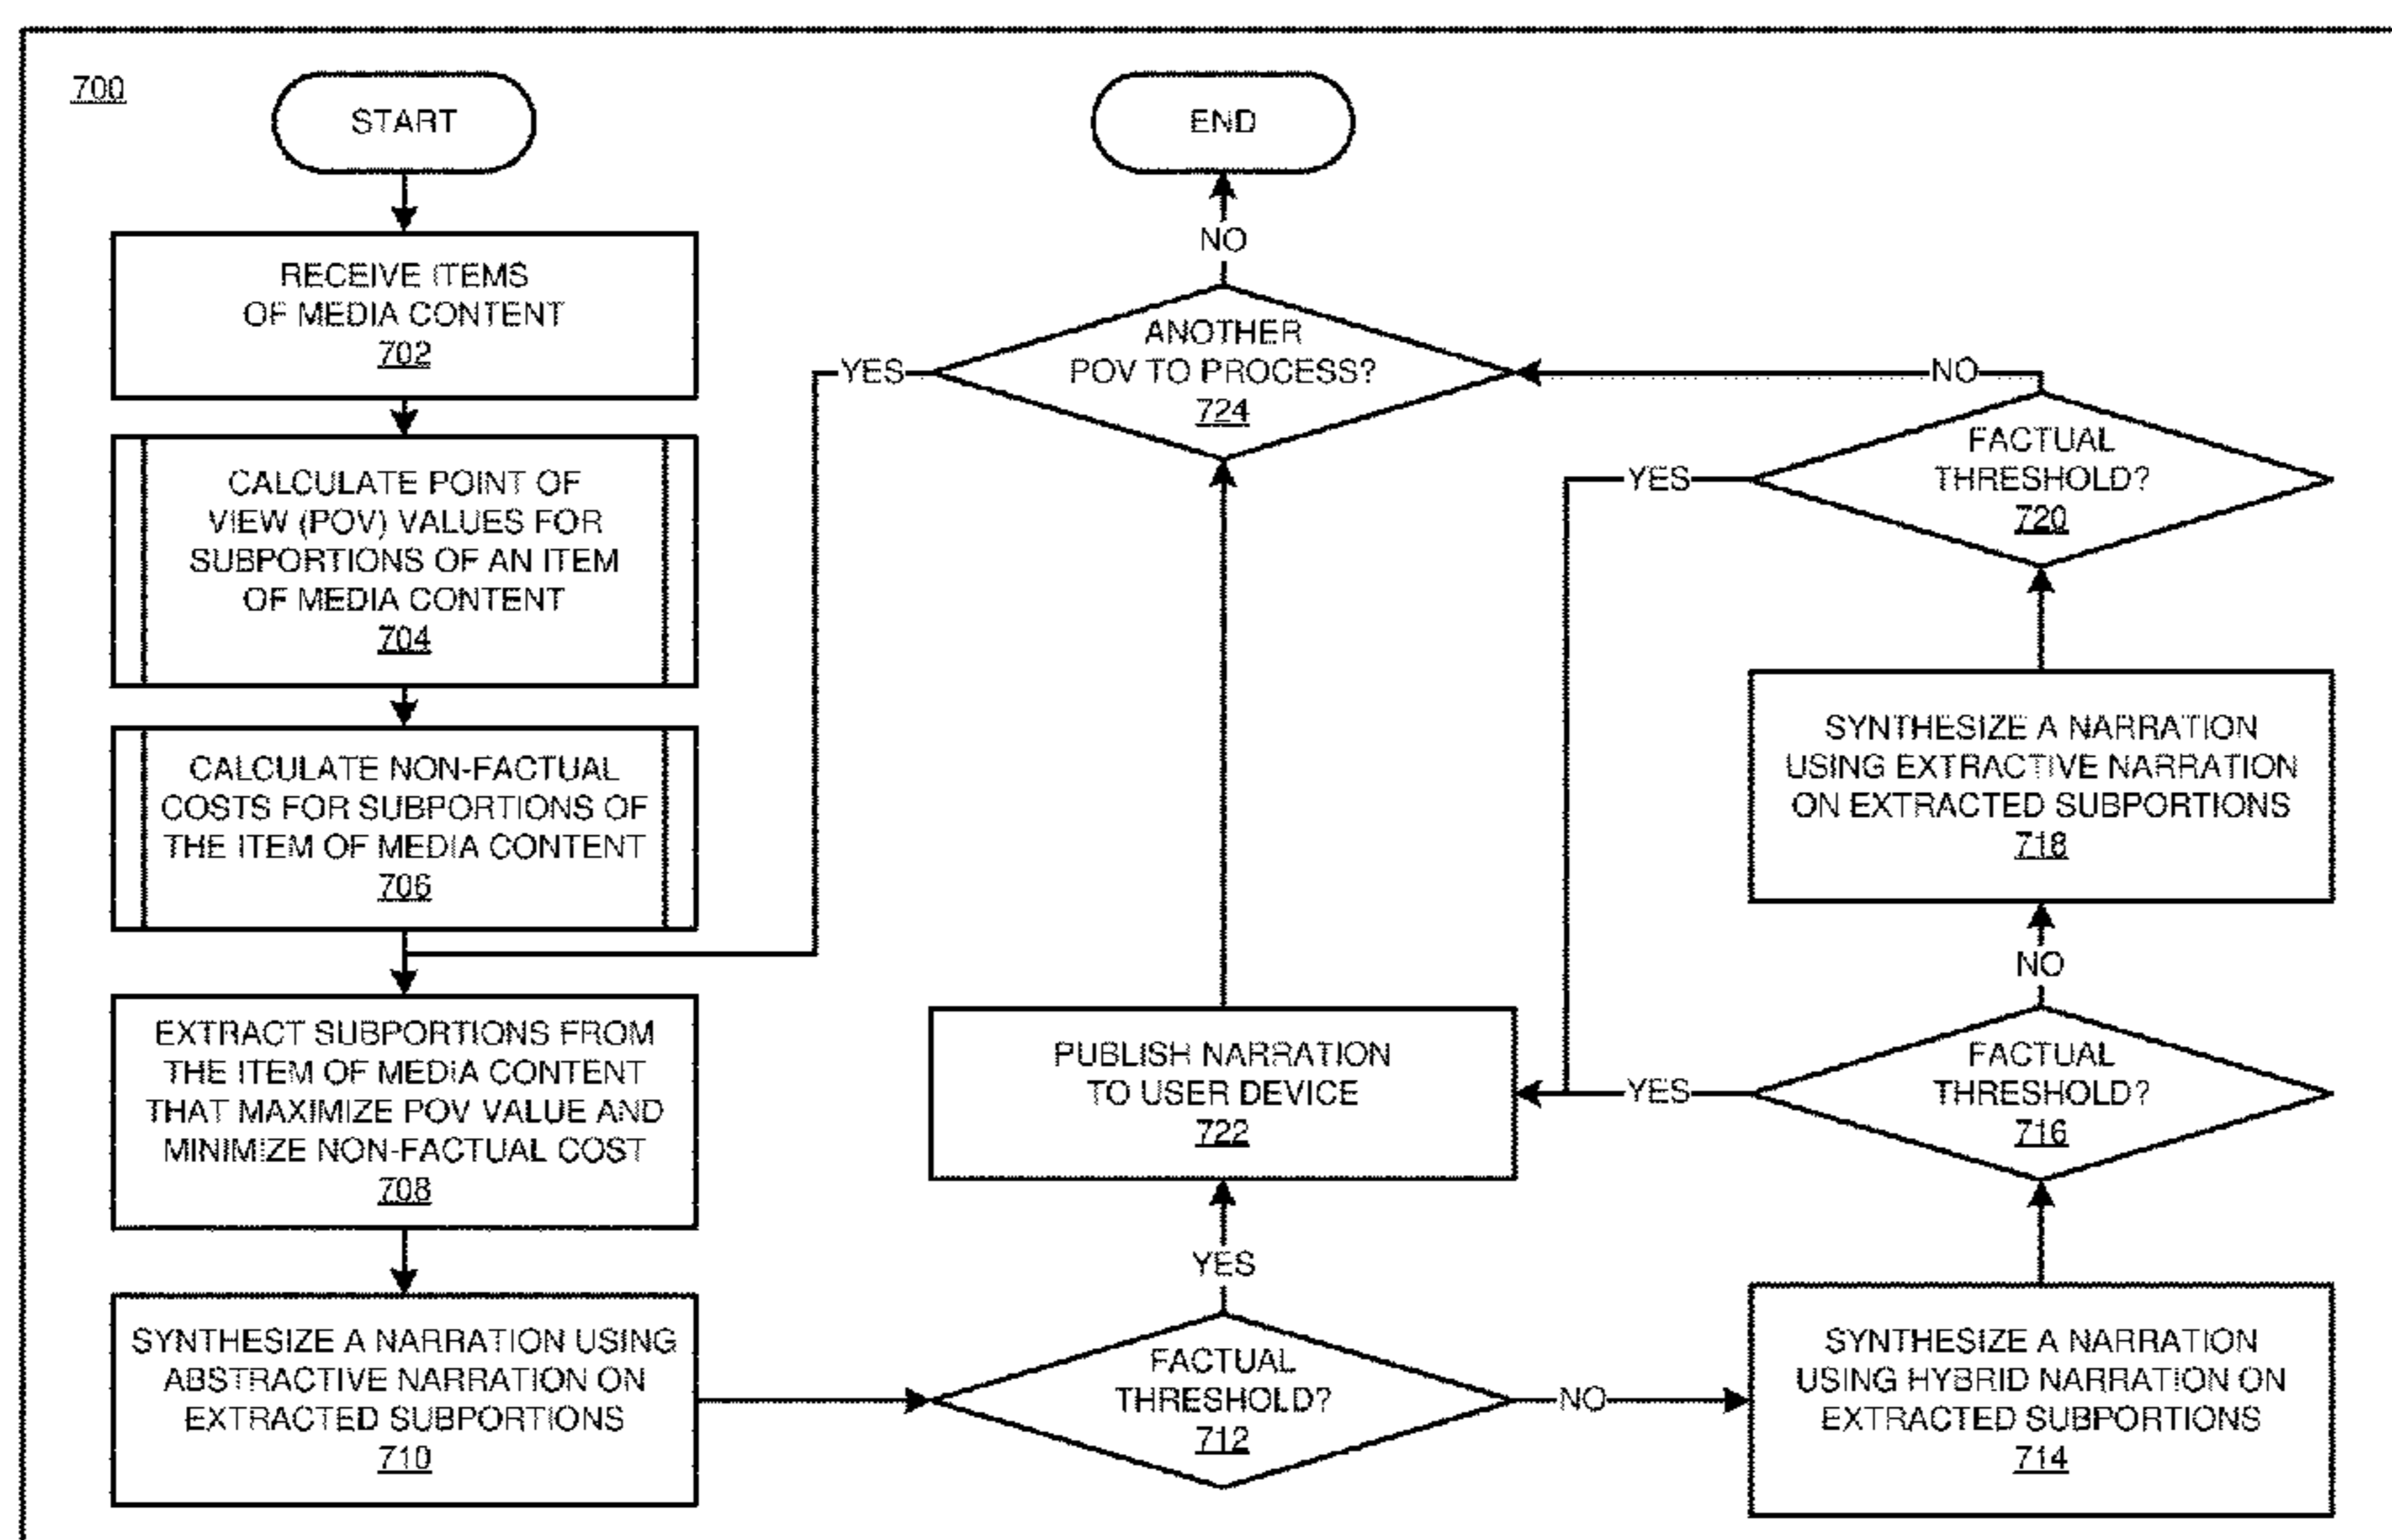 700
START
RECEIVE ITEMS
OF MEDIA CONTENT
702
CALCULATE POINT OF
VIEW (POV) VALUES FOR
SUBPORTIONS OF AN ITEM
OF MEDIA CONTENT
704
CALCULATE NON-FACTUAL
COSTS FOR SUBPORTIONS OF
THE ITEM OF MEDIA CONTENT
706
EXTRACT SUBPORTIONS FROM
THE ITEM OF MEDIA CONTENT
THAT MAXIMIZE POV VALUE AND
MINIMIZE NON-FACTUAL COST
708
SYNTHESIZE A NARRATION USING
ABSTRACTIVE NARRATION ON
EXTRACTED SUBPORTIONS
710
END
NO
ANOTHER
POV TO PROCESS?
724
YES
PUBLISH NARRATION
TO USER DEVICE
722
YES
FACTUAL
THRESHOLD?
712
NO
NO
FACTUAL
THRESHOLD?
720
YES
SYNTHESIZE A NARRATION
USING EXTRACTIVE NARRATION
ON EXTRACTED SUBPORTIONS
718
NO
FACTUAL
THRESHOLD?
716
YES
SYNTHESIZE A NARRATION
USING HYBRID NARRATION ON
EXTRACTED SUBPORTIONS
714